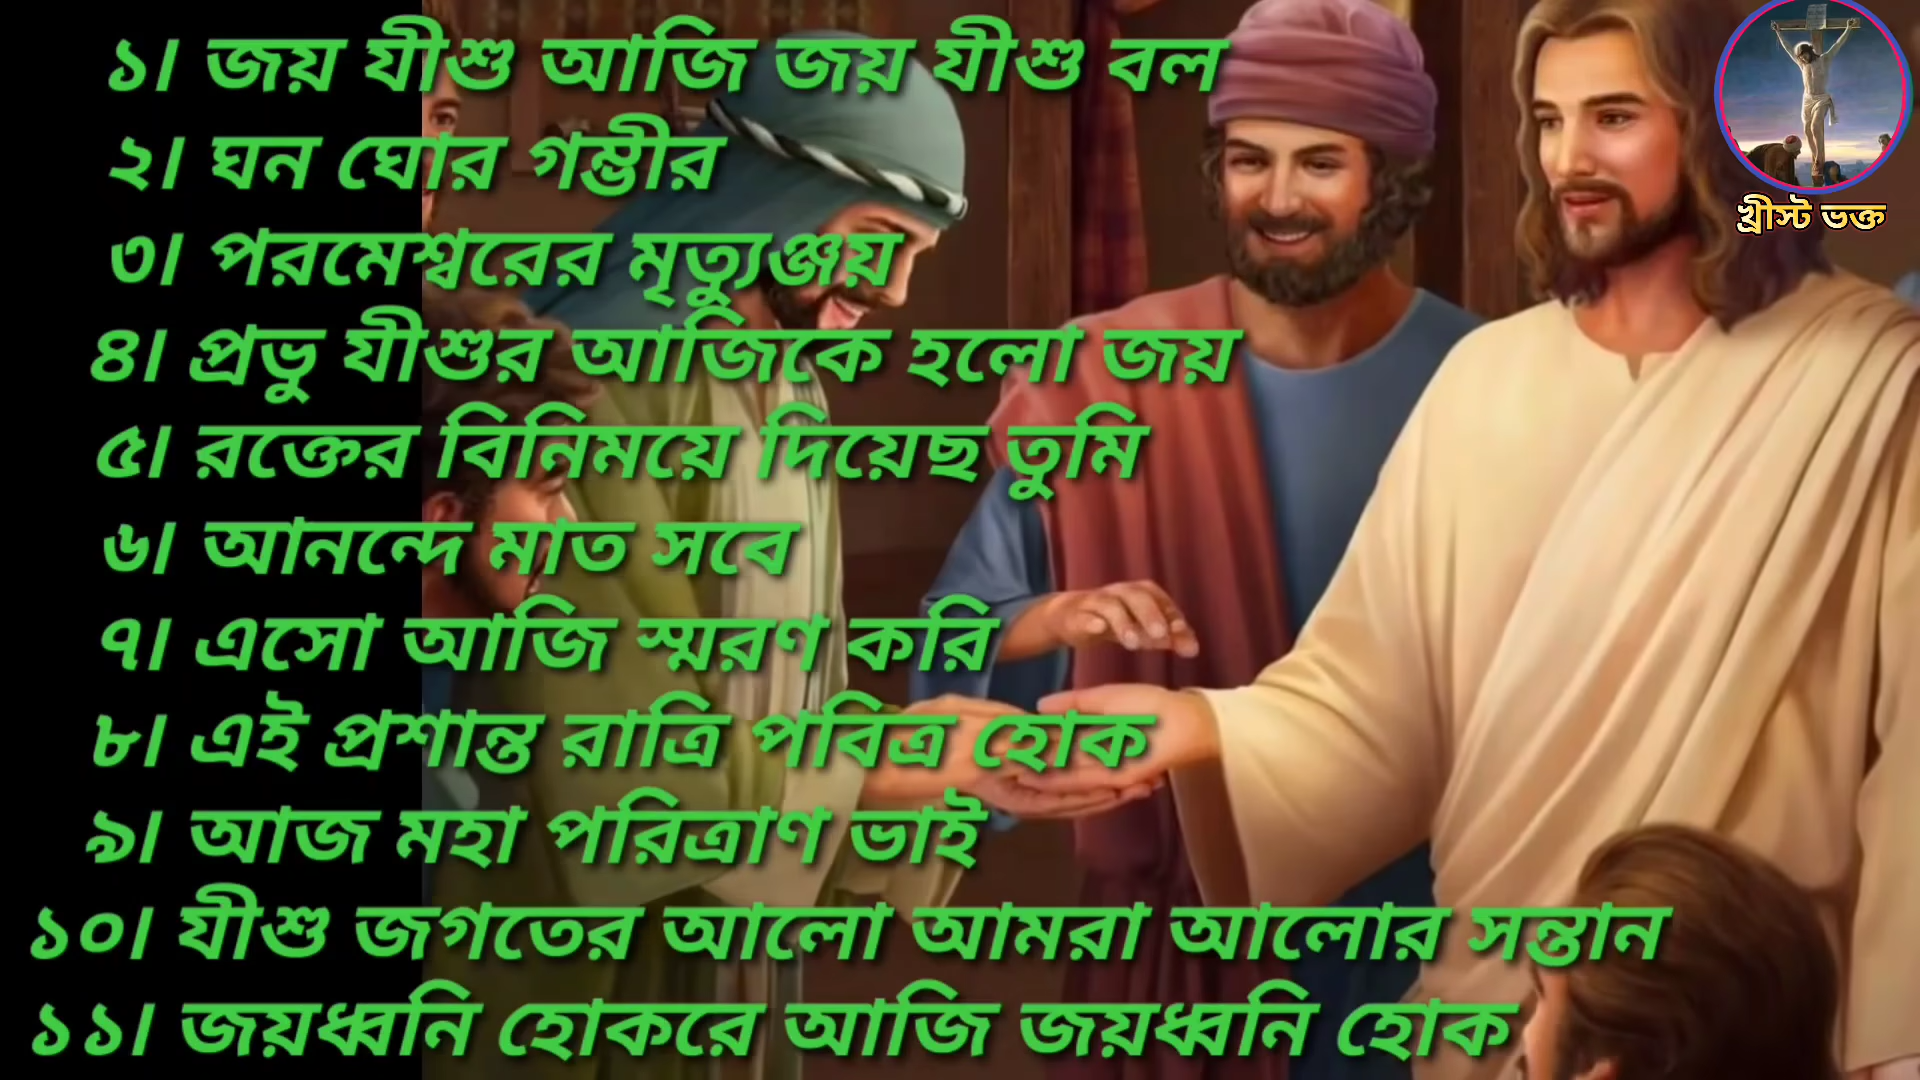 ১। জয় যীশু আজি জয় যীশু বল
২। ঘন ঘোর গম্ভীর
৩। পরমেশ্বরের মৃত্যুঞ্জয়
৪। প্রভু যীশুর আজিকে হলো জয়
৫। রক্তের বিনিময়ে দিয়েছ তুমি
৬। আনন্দে মাত সবে
৭। এসো আজি স্মরণ করি
৮। এই প্রশান্ত রাত্রি পবিত্র হোক
৯। আজ মহা পরিত্রাণ ভাই
১০। যীশু জগতের আলো আমরা আলোর সন্তান
১১। জয়ধ্বনি হোকরে আজি জয়ধ্বনি হোক
খ্রীস্ট ভক্ত